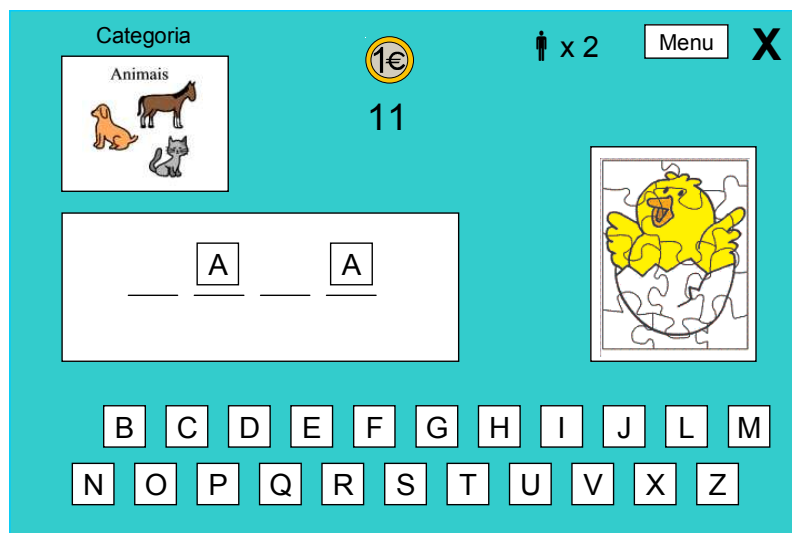 Categoria
Animais
1€
11
x 2
Menu
X
A A
B C D E F G H I J L M
N O P Q R S T U V X Z